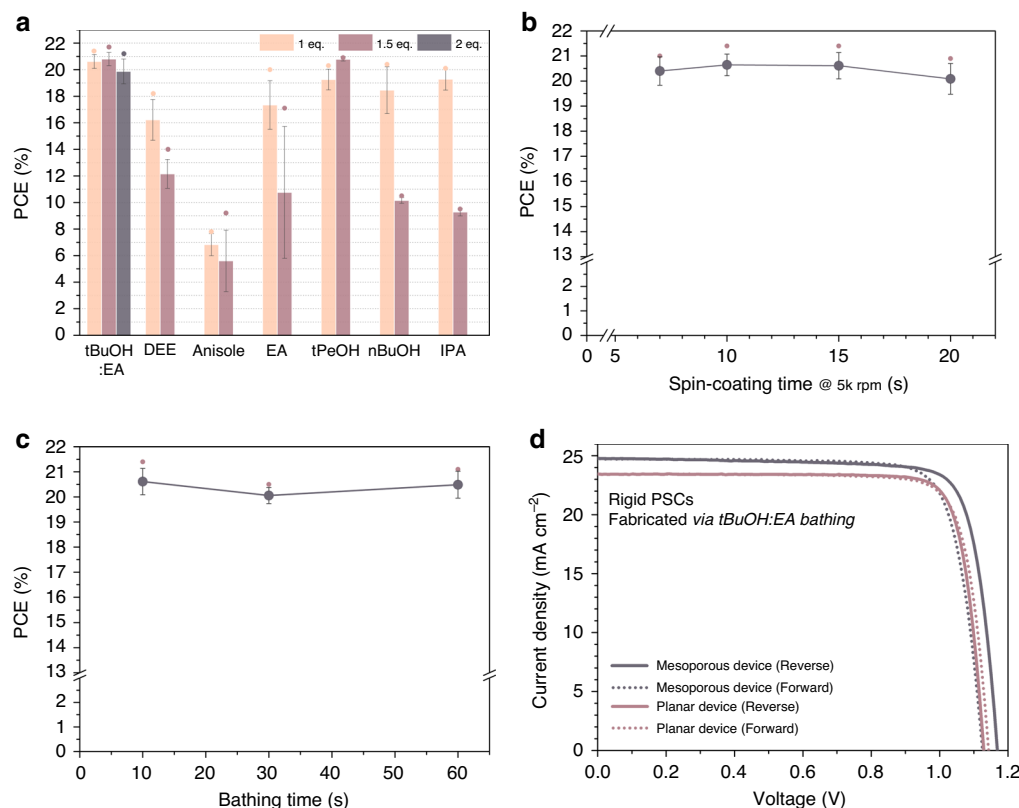 a
PCE (%)
22
20
18
16
14
12
10
8
6
4
2
0
1 eq.
1.5 eq.
2 eq.
tBuOH
:EA
DEE
Anisole
EA
tPeOH
nBuOH
IPA
b
PCE (%)
22
21
20
19
18
17
16
15
14
13
2
1
0
0
5
10
15
20
Spin-coating time @ 5k rpm (s)
c
PCE (%)
22
21
20
19
18
17
16
15
14
13
2
1
0
0
10
20
30
40
50
60
Bathing time (s)
d
Current density (mA cm⁻²)
25
20
15
10
5
0
Rigid PSCs
Fabricated via tBuOH:EA bathing
Mesoporous device (Reverse)
Mesoporous device (Forward)
Planar device (Reverse)
Planar device (Forward)
0.0
0.2
0.4
0.6
0.8
1.0
1.2
Voltage (V)